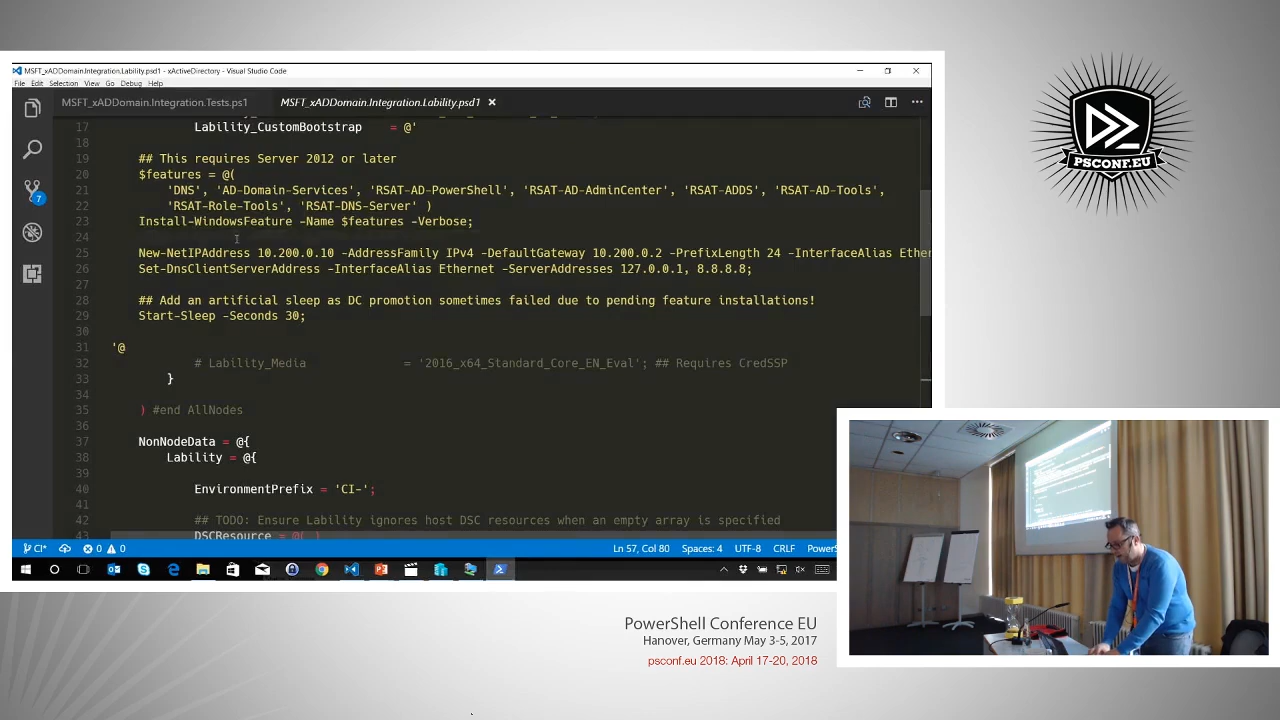 MSFT_xADDomain.Integration.Lability.psd1 - xActiveDirectory - Visual Studio Code
File Edit Selection View Go Debug Help
MSFT_xADDomain.Integration.Tests.ps1 MSFT_xADDomain.Integration.Lability.psd1
17 Lability_CustomBootstrap = @'
18
19 ## This requires Server 2012 or later
20 $features = @(
21 'DNS', 'AD-Domain-Services', 'RSAT-AD-PowerShell', 'RSAT-AD-AdminCenter', 'RSAT-ADDS', 'RSAT-AD-Tools',
22 'RSAT-Role-Tools', 'RSAT-DNS-Server' )
23 Install-WindowsFeature -Name $features -Verbose;
24
25 New-NetIPAddress 10.200.0.10 -AddressFamily IPv4 -DefaultGateway 10.200.0.2 -PrefixLength 24 -InterfaceAlias Ether
26 Set-DnsClientServerAddress -InterfaceAlias Ethernet -ServerAddresses 127.0.0.1, 8.8.8.8;
27
28 ## Add an artificial sleep as DC promotion sometimes failed due to pending feature installations!
29 Start-Sleep -Seconds 30;
30
31 '@
32 # Lability_Media = '2016_x64_Standard_Core_EN_Eval'; ## Requires CredSSP
33 }
34
35 ) #end AllNodes
36
37 NonNodeData = @{
38 Lability = @{
39
40 EnvironmentPrefix = 'CI-';
41
42 ## TODO: Ensure Lability ignores host DSC resources when an empty array is specified
43 DSCResource = @( )
7
CI* 0 0 Ln 57, Col 80 Spaces: 4 UTF-8 CRLF PowerS
PSCONF.EU
PowerShell Conference EU
Hanover, Germany May 3-5, 2017
psconf.eu 2018: April 17-20, 2018